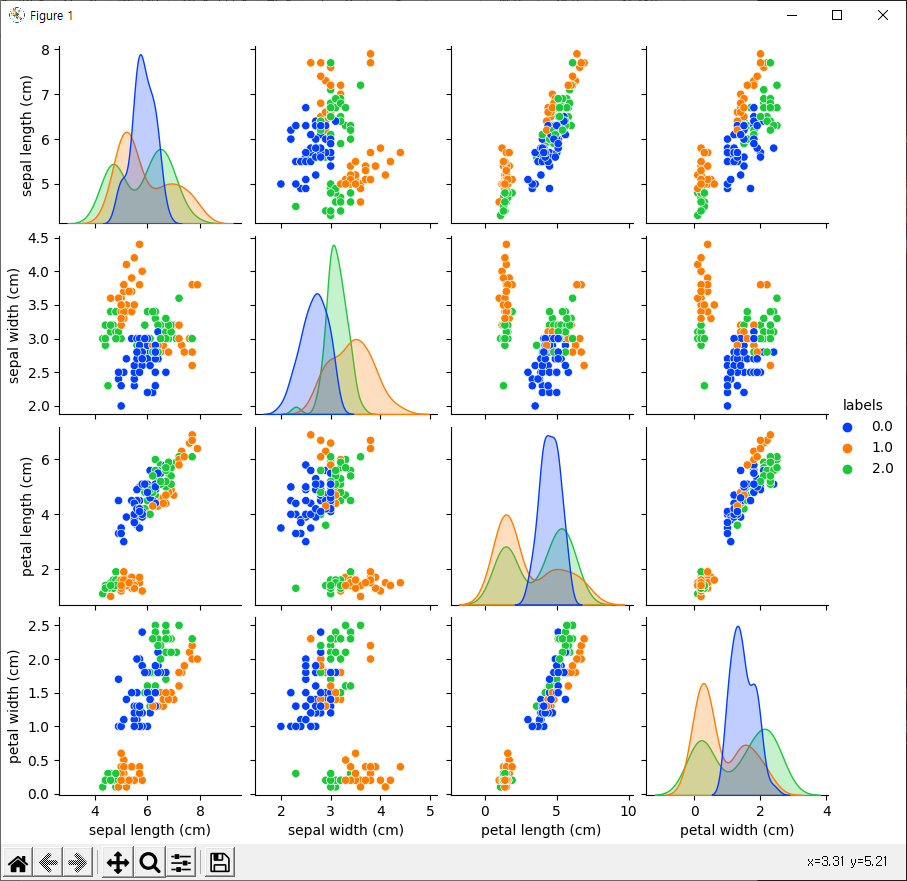 Figure 1
sepal length (cm)
8
7
6
5
sepal width (cm)
4.5
4.0
3.5
3.0
2.5
2.0
petal length (cm)
6
4
2
petal width (cm)
2.5
2.0
1.5
1.0
0.5
0.0
4 6 8
2 3 4 5
0 5 10
0 2 4
sepal length (cm)
sepal width (cm)
petal length (cm)
petal width (cm)
labels
0.0
1.0
2.0
x=3.31 y=5.21